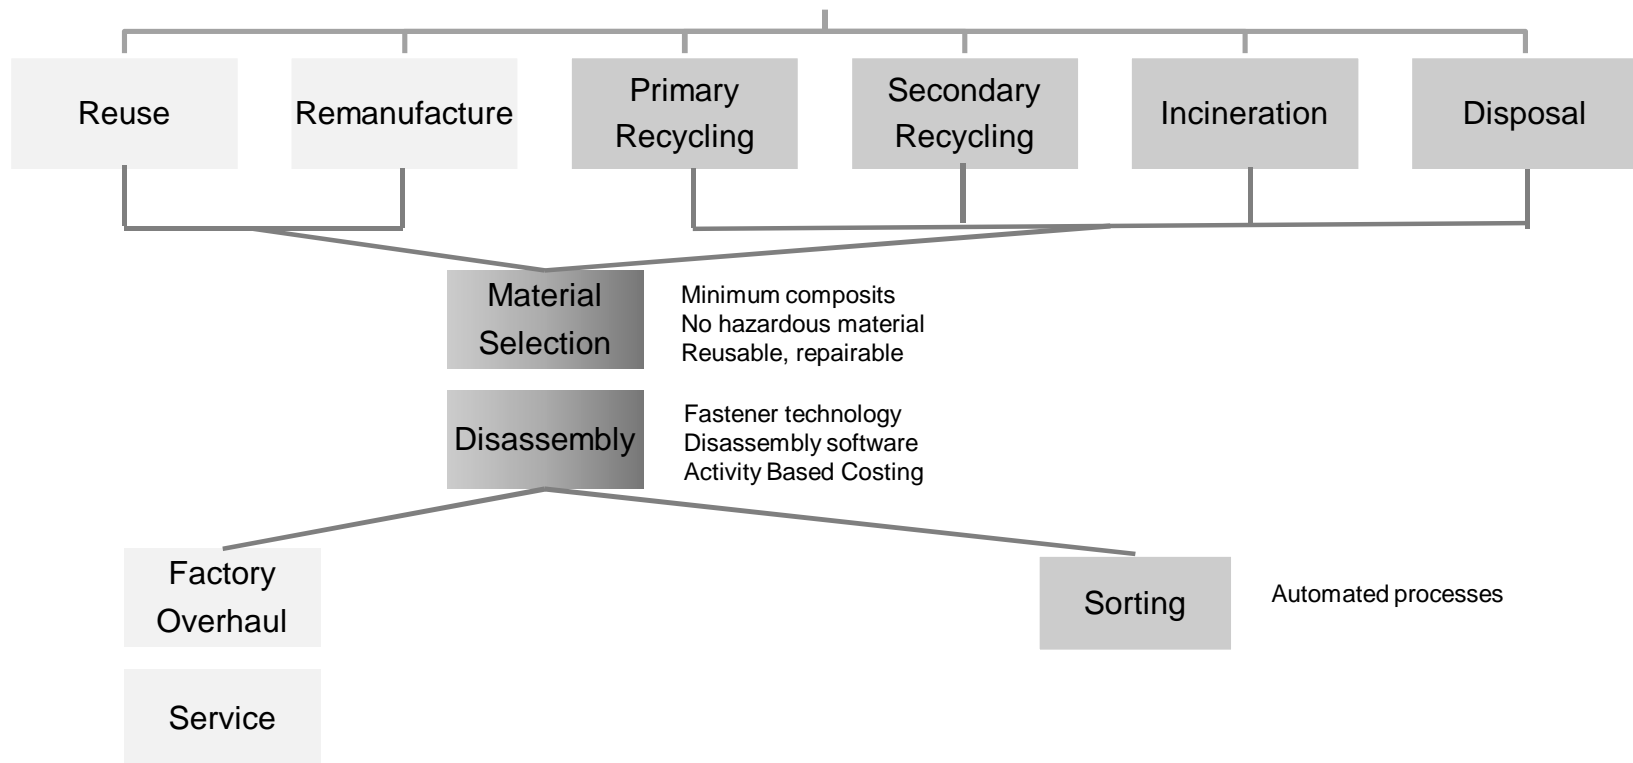 Reuse
Remanufacture
Primary
Recycling
Secondary
Recycling
Incineration
Disposal
Material
Selection
Minimum composits
No hazardous material
Reusable, repairable
Disassembly
Fastener technology
Disassembly software
Activity Based Costing
Factory
Overhaul
Sorting
Automated processes
Service